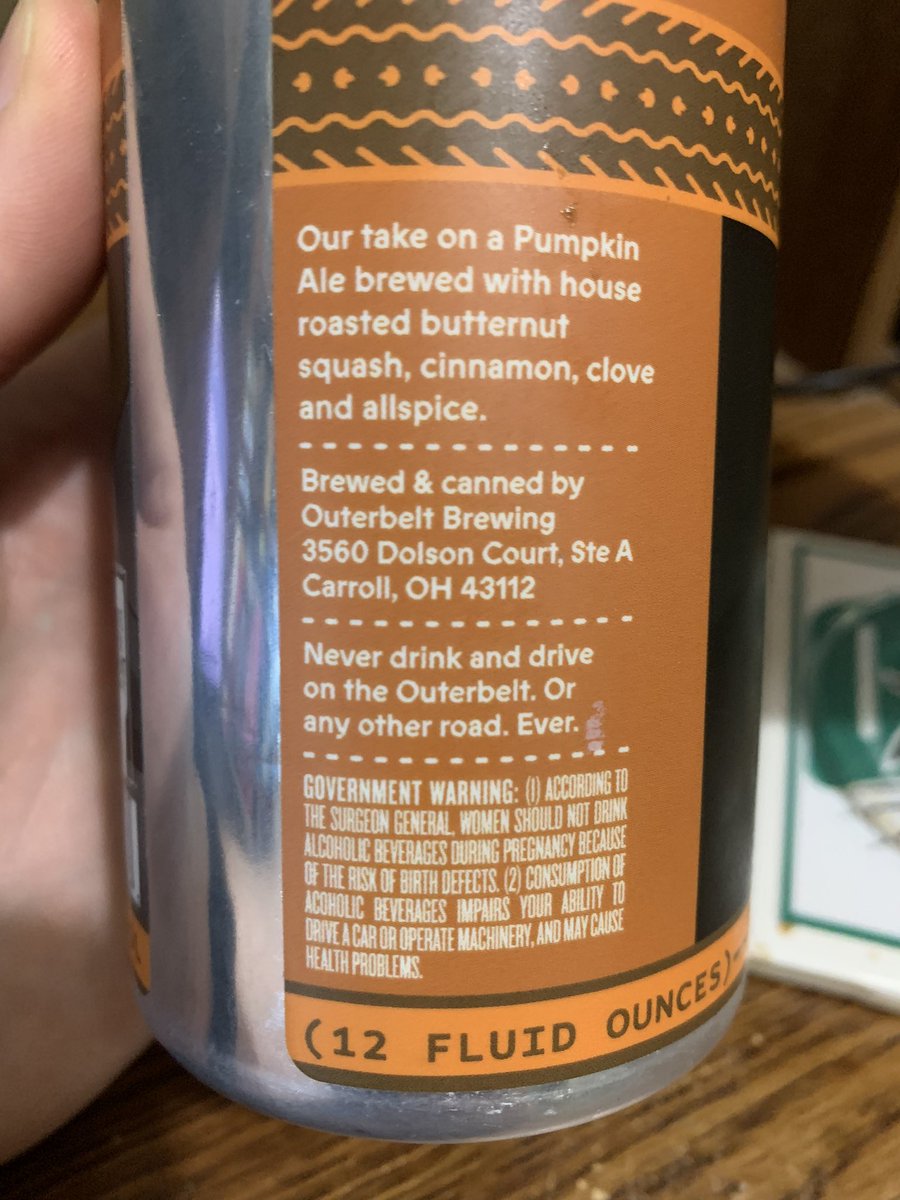 Our take on a Pumpkin
Ale brewed with house
roasted butternut
squash, cinnamon, clove
and allspice.
Brewed & canned by
Outerbelt Brewing
3560 Dolson Court, Ste A
Carroll, OH 43112
Never drink and drive
on the Outerbelt. Or
any other road. Ever.
GOVERNMENT WARNING: (1) ACCORDING TO
THE SURGEON GENERAL, WOMEN SHOULD NOT DRINK
ALCOHOLIC BEVERAGES DURING PREGNANCY BECAUSE
OF THE RISK OF BIRTH DEFECTS. (2) CONSUMPTION OF
ACOHOLIC BEVERAGES IMPAIRS YOUR ABILITY TO
DRIVE A CAR OR OPERATE MACHINERY, AND MAY CAUSE
HEALTH PROBLEMS.
(12 FLUID OUNCES)